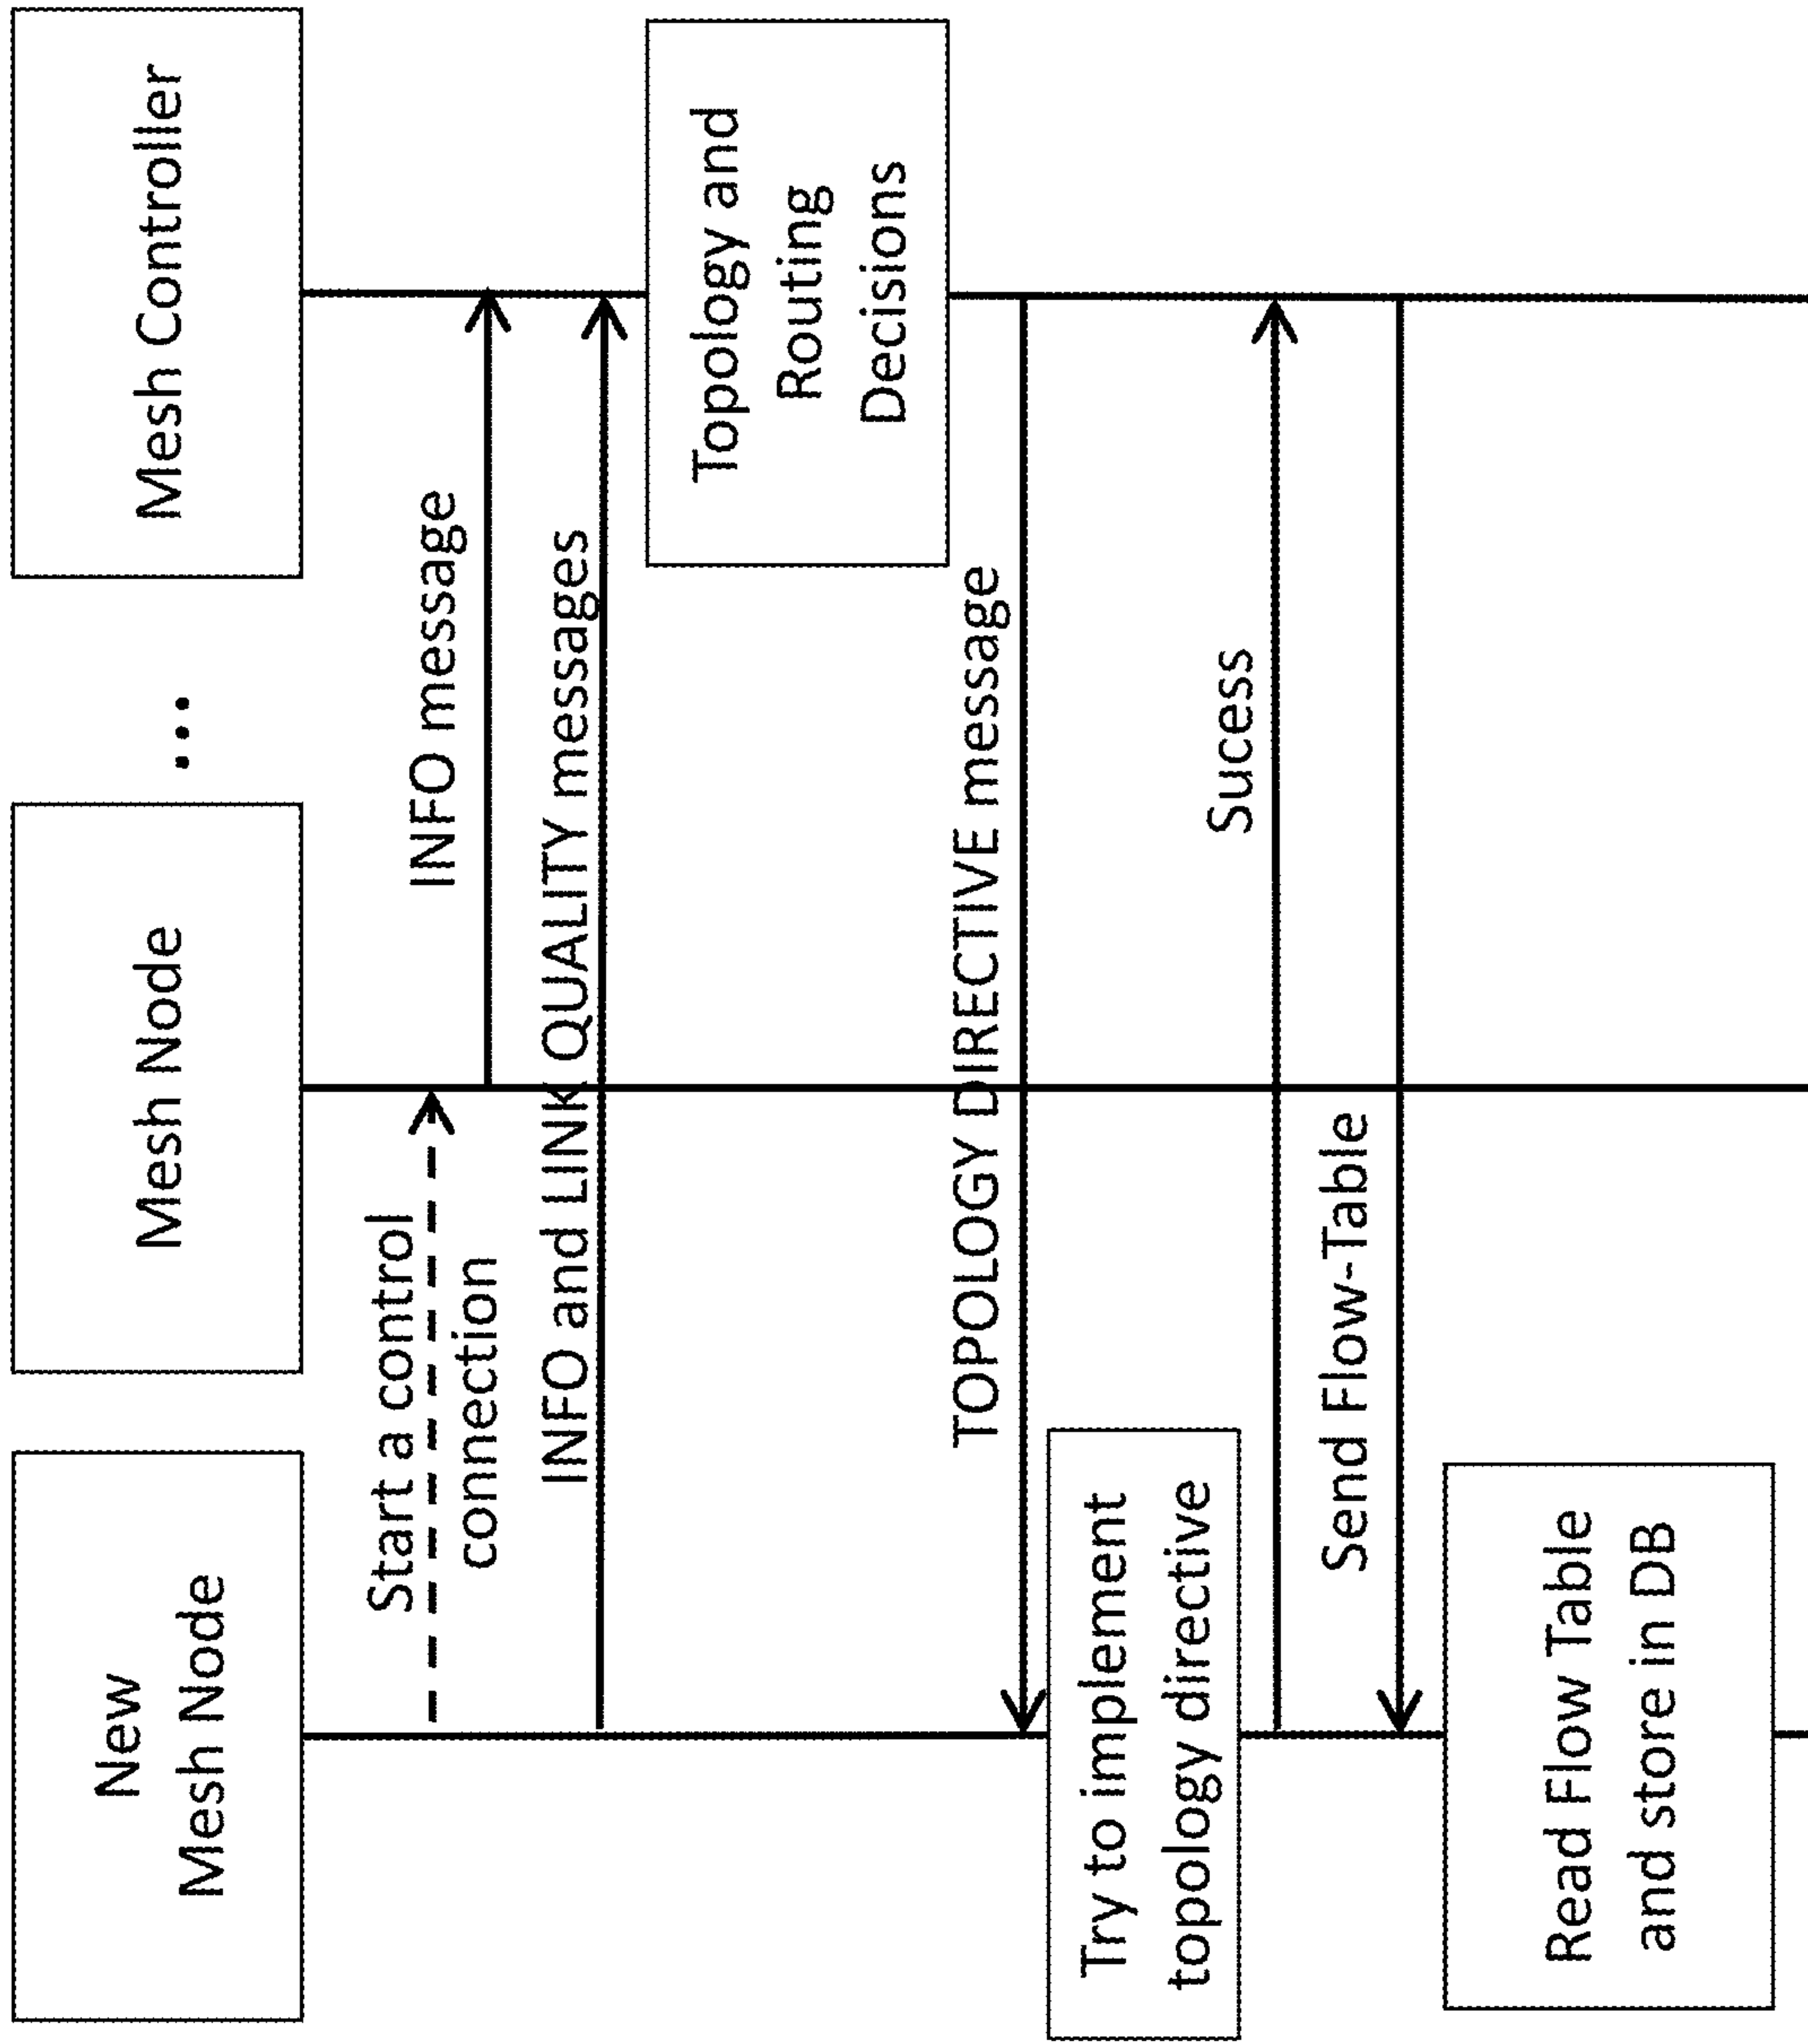 New
Mesh Node
Mesh Node
...
Mesh Controller
Start a control
connection
INFO message
INFO and LINK QUALITY messages
Topology and
Routing
Decisions
TOPOLOGY DIRECTIVE message
Try to implement
topology directive
Sucess
Send Flow-Table
Read Flow Table
and store in DB